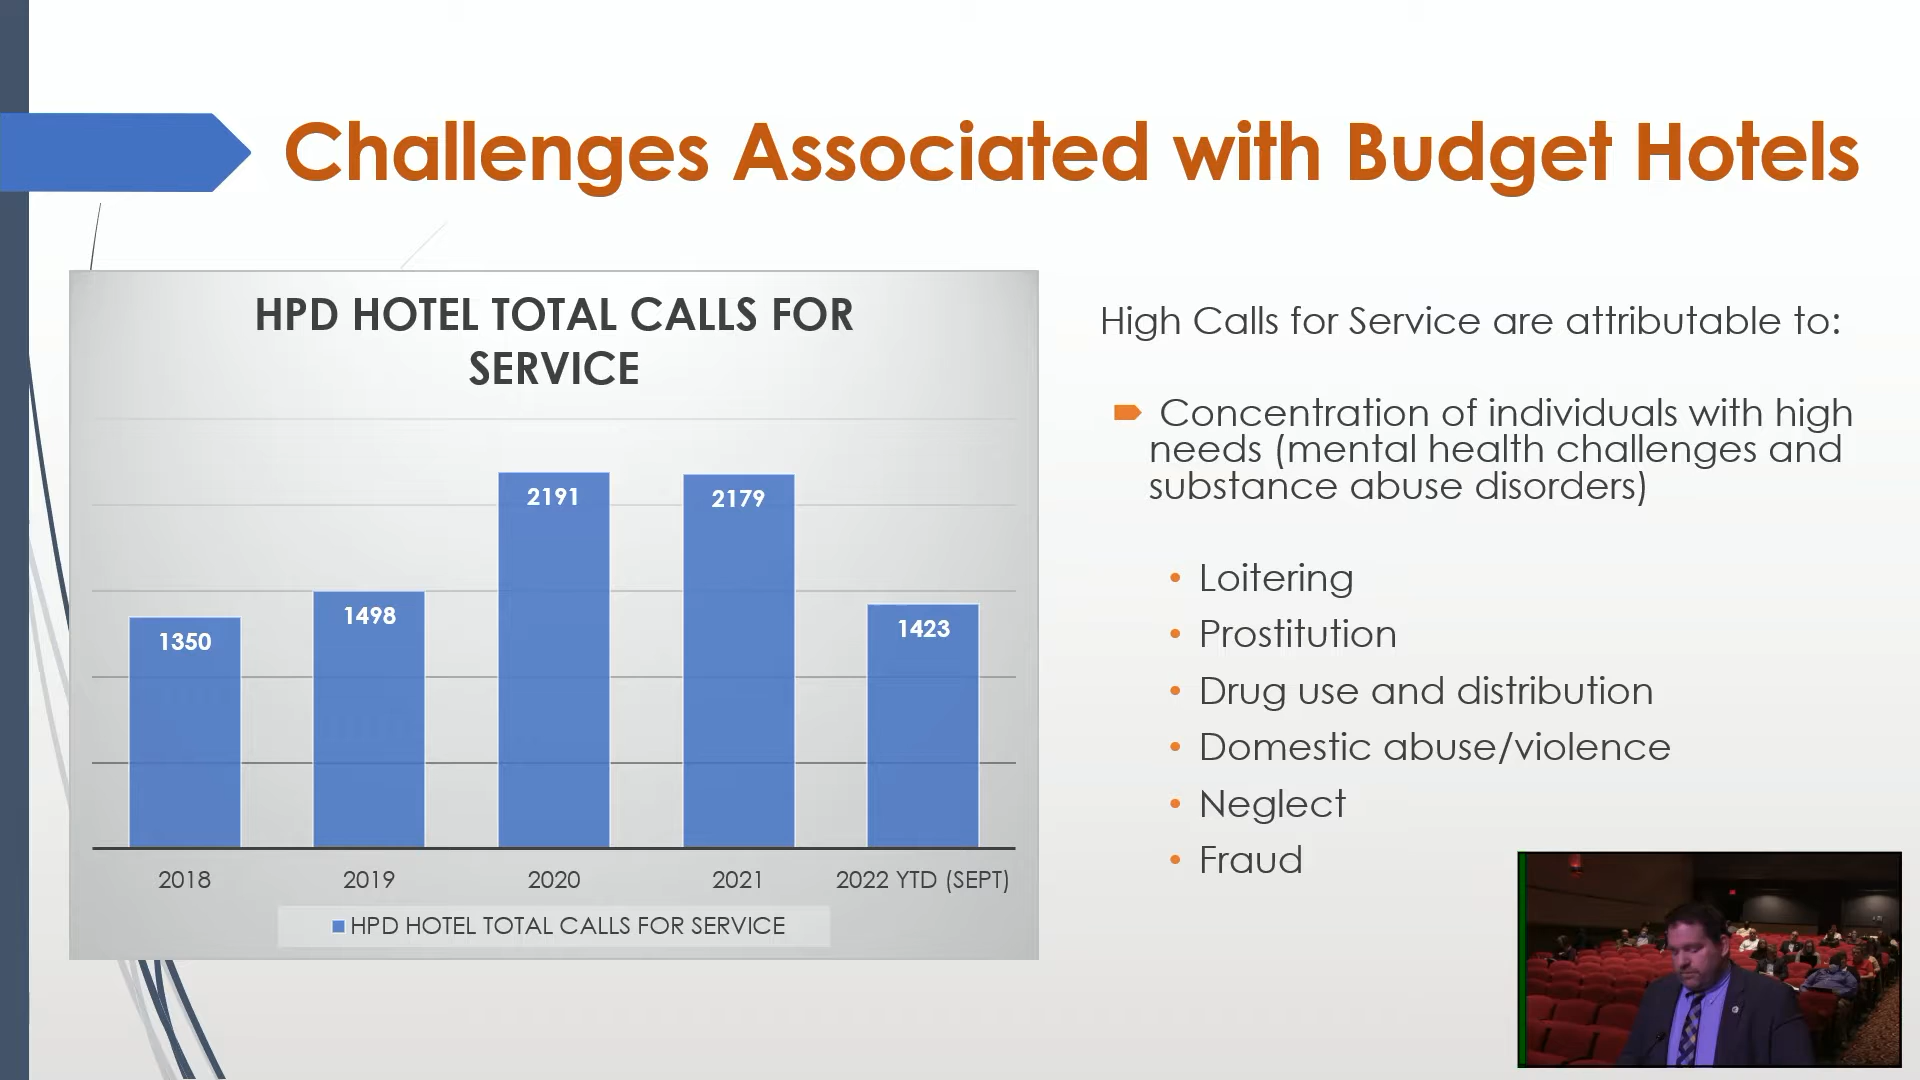 Challenges Associated with Budget Hotels
HPD HOTEL TOTAL CALLS FOR
SERVICE
2191
2179
1498
1423
1350
2018
2019
2020
2021
2022 YTD (SEPT)
HPD HOTEL TOTAL CALLS FOR SERVICE
High Calls for Service are attributable to:
Concentration of individuals with high
needs (mental health challenges and
substance abuse disorders)
• Loitering
• Prostitution
• Drug use and distribution
• Domestic abuse/violence
• Neglect
• Fraud